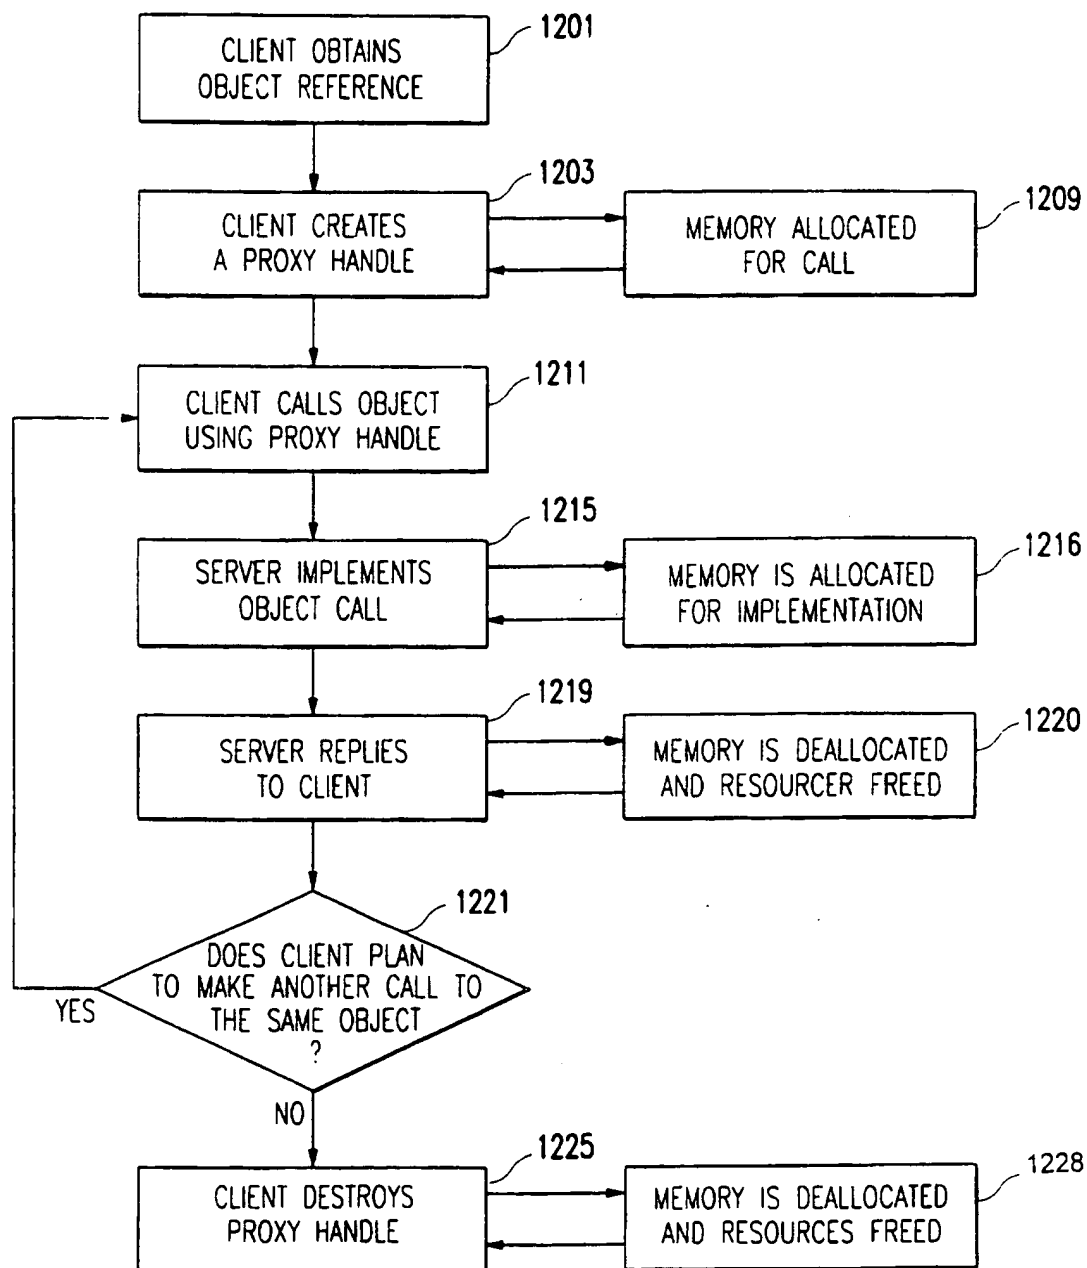 1201
CLIENT OBTAINS
OBJECT REFERENCE
1203
CLIENT CREATES
A PROXY HANDLE
1209
MEMORY ALLOCATED
FOR CALL
1211
CLIENT CALLS OBJECT
USING PROXY HANDLE
1215
SERVER IMPLEMENTS
OBJECT CALL
1216
MEMORY IS ALLOCATED
FOR IMPLEMENTATION
1219
SERVER REPLIES
TO CLIENT
1220
MEMORY IS DEALLOCATED
AND RESOURCER FREED
1221
DOES CLIENT PLAN
TO MAKE ANOTHER CALL TO
THE SAME OBJECT
?
YES
NO
1225
CLIENT DESTROYS
PROXY HANDLE
1228
MEMORY IS DEALLOCATED
AND RESOURCES FREED